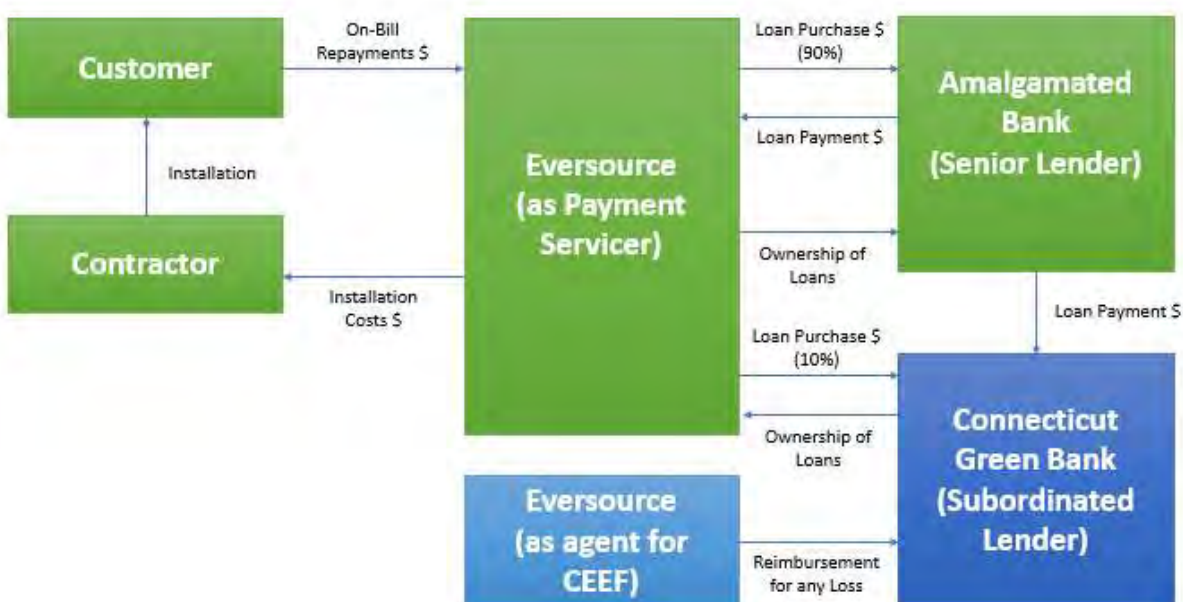 Customer
On-Bill
Repayments $
Installation
Contractor
Installation
Costs $
Eversource
(as Payment
Servicer)
Loan Purchase $
(90%)
Loan Payment $
Ownership of
Loans
Amalgamated
Bank
(Senior Lender)
Loan Payment $
Loan Purchase $
(10%)
Ownership of
Loans
Connecticut
Green Bank
(Subordinated
Lender)
Eversource
(as agent for
CEEF)
Reimbursement
for any Loss